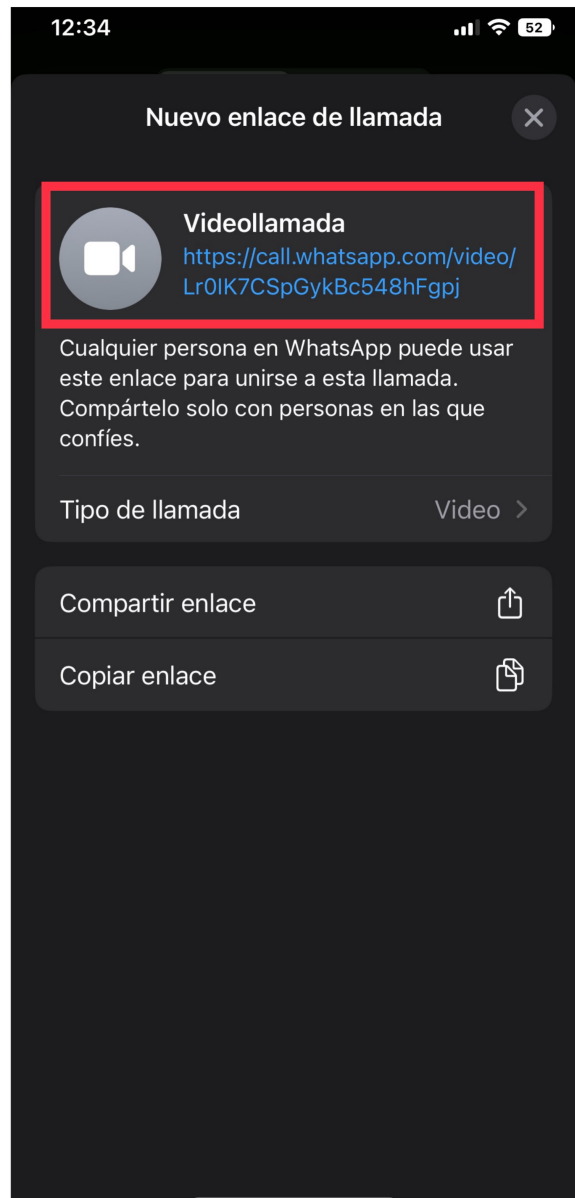 12:34
52
Nuevo enlace de llamada
Videollamada
https://call.whatsapp.com/video/
Lr0IK7CSpGykBc548hFgpj
Cualquier persona en WhatsApp puede usar
este enlace para unirse a esta llamada.
Compártelo solo con personas en las que
confíes.
Tipo de llamada Video
Compartir enlace
Copiar enlace